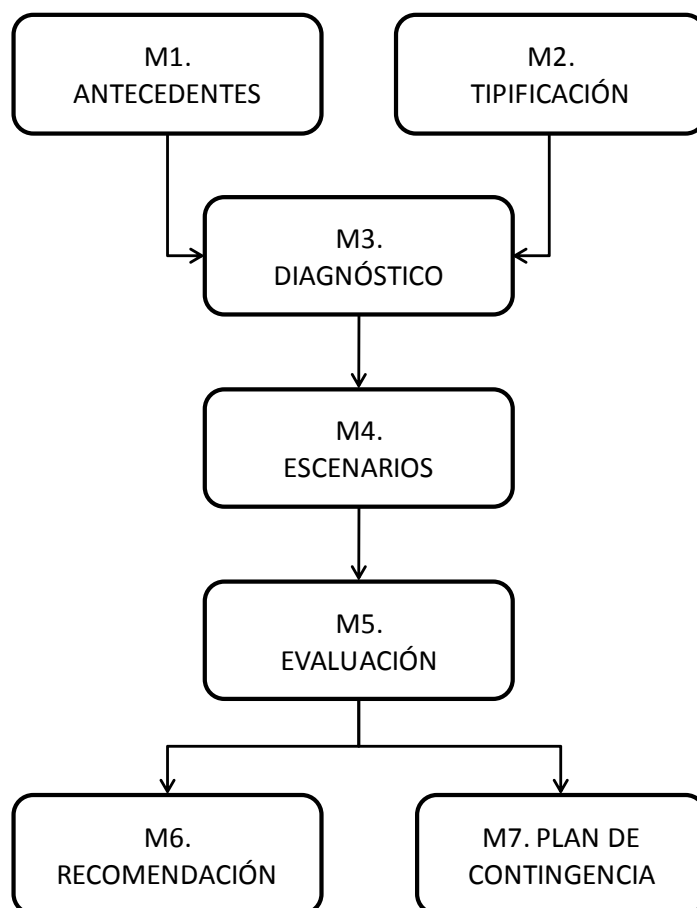 M1.
ANTECEDENTES
M2.
TIPIFICACIÓN
M3.
DIAGNÓSTICO
M4.
ESCENARIOS
M5.
EVALUACIÓN
M6.
RECOMENDACIÓN
M7. PLAN DE
CONTINGENCIA